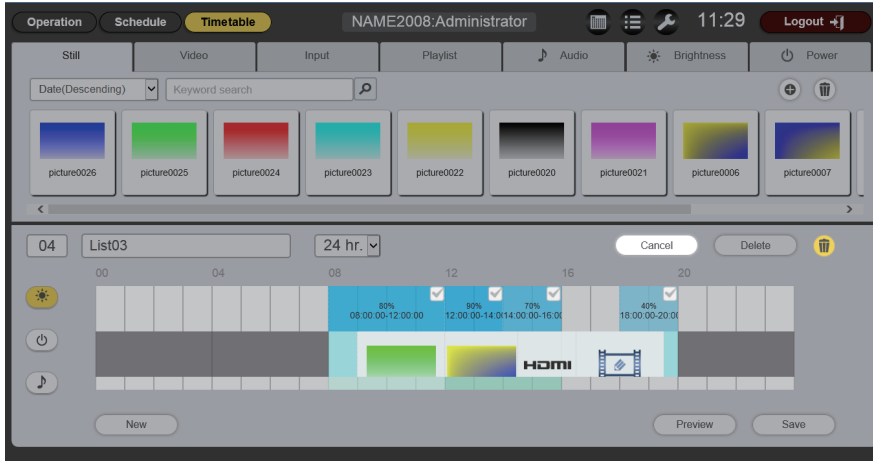 Operation Schedule Timetable NAME2008:Administrator 11:29 Logout
Still Video Input Playlist Audio Brightness Power
Date(Descending) Keyword search
picture0026 picture0025 picture0024 picture0023 picture0022 picture0020 picture0021 picture0006 picture0007
04 List03 24 hr. Cancel Delete
00 04 08 12 16 20
80% 90% 70% 40%
08:00:00-12:00:00 12:00:00-14:0 14:00:00-16:00 18:00:00-20:00
HDMI
New Preview Save